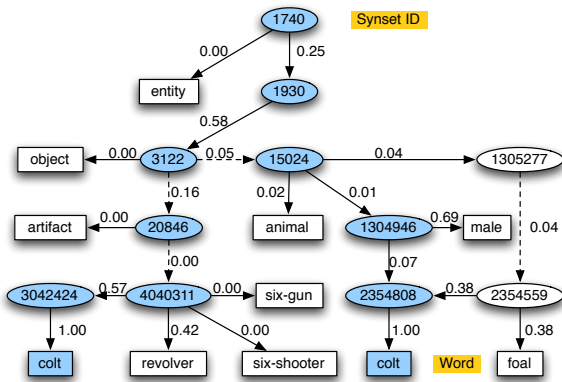 1740 Synset ID
0.00 0.25
entity 1930
0.58
object 0.00 3122 0.05 15024 0.04 1305277
0.16 0.02 0.01
artifact 0.00 20846 animal 1304946 0.69 male 0.04
0.00 0.07
3042424 0.57 4040311 0.00 six-gun 2354808 0.38 2354559
1.00 0.42 0.00 1.00 0.38
colt revolver six-shooter colt Word foal